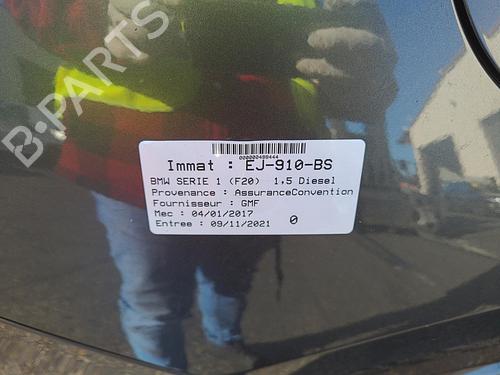 B-PARTS
000000498444
Immat : EJ-910-BS
BMW SERIE 1 (F20) 1.5 Diesel
Provenance : AssuranceConvention
Fournisseur : GMF
Mec : 04/01/2017
Entree : 09/11/2021 0